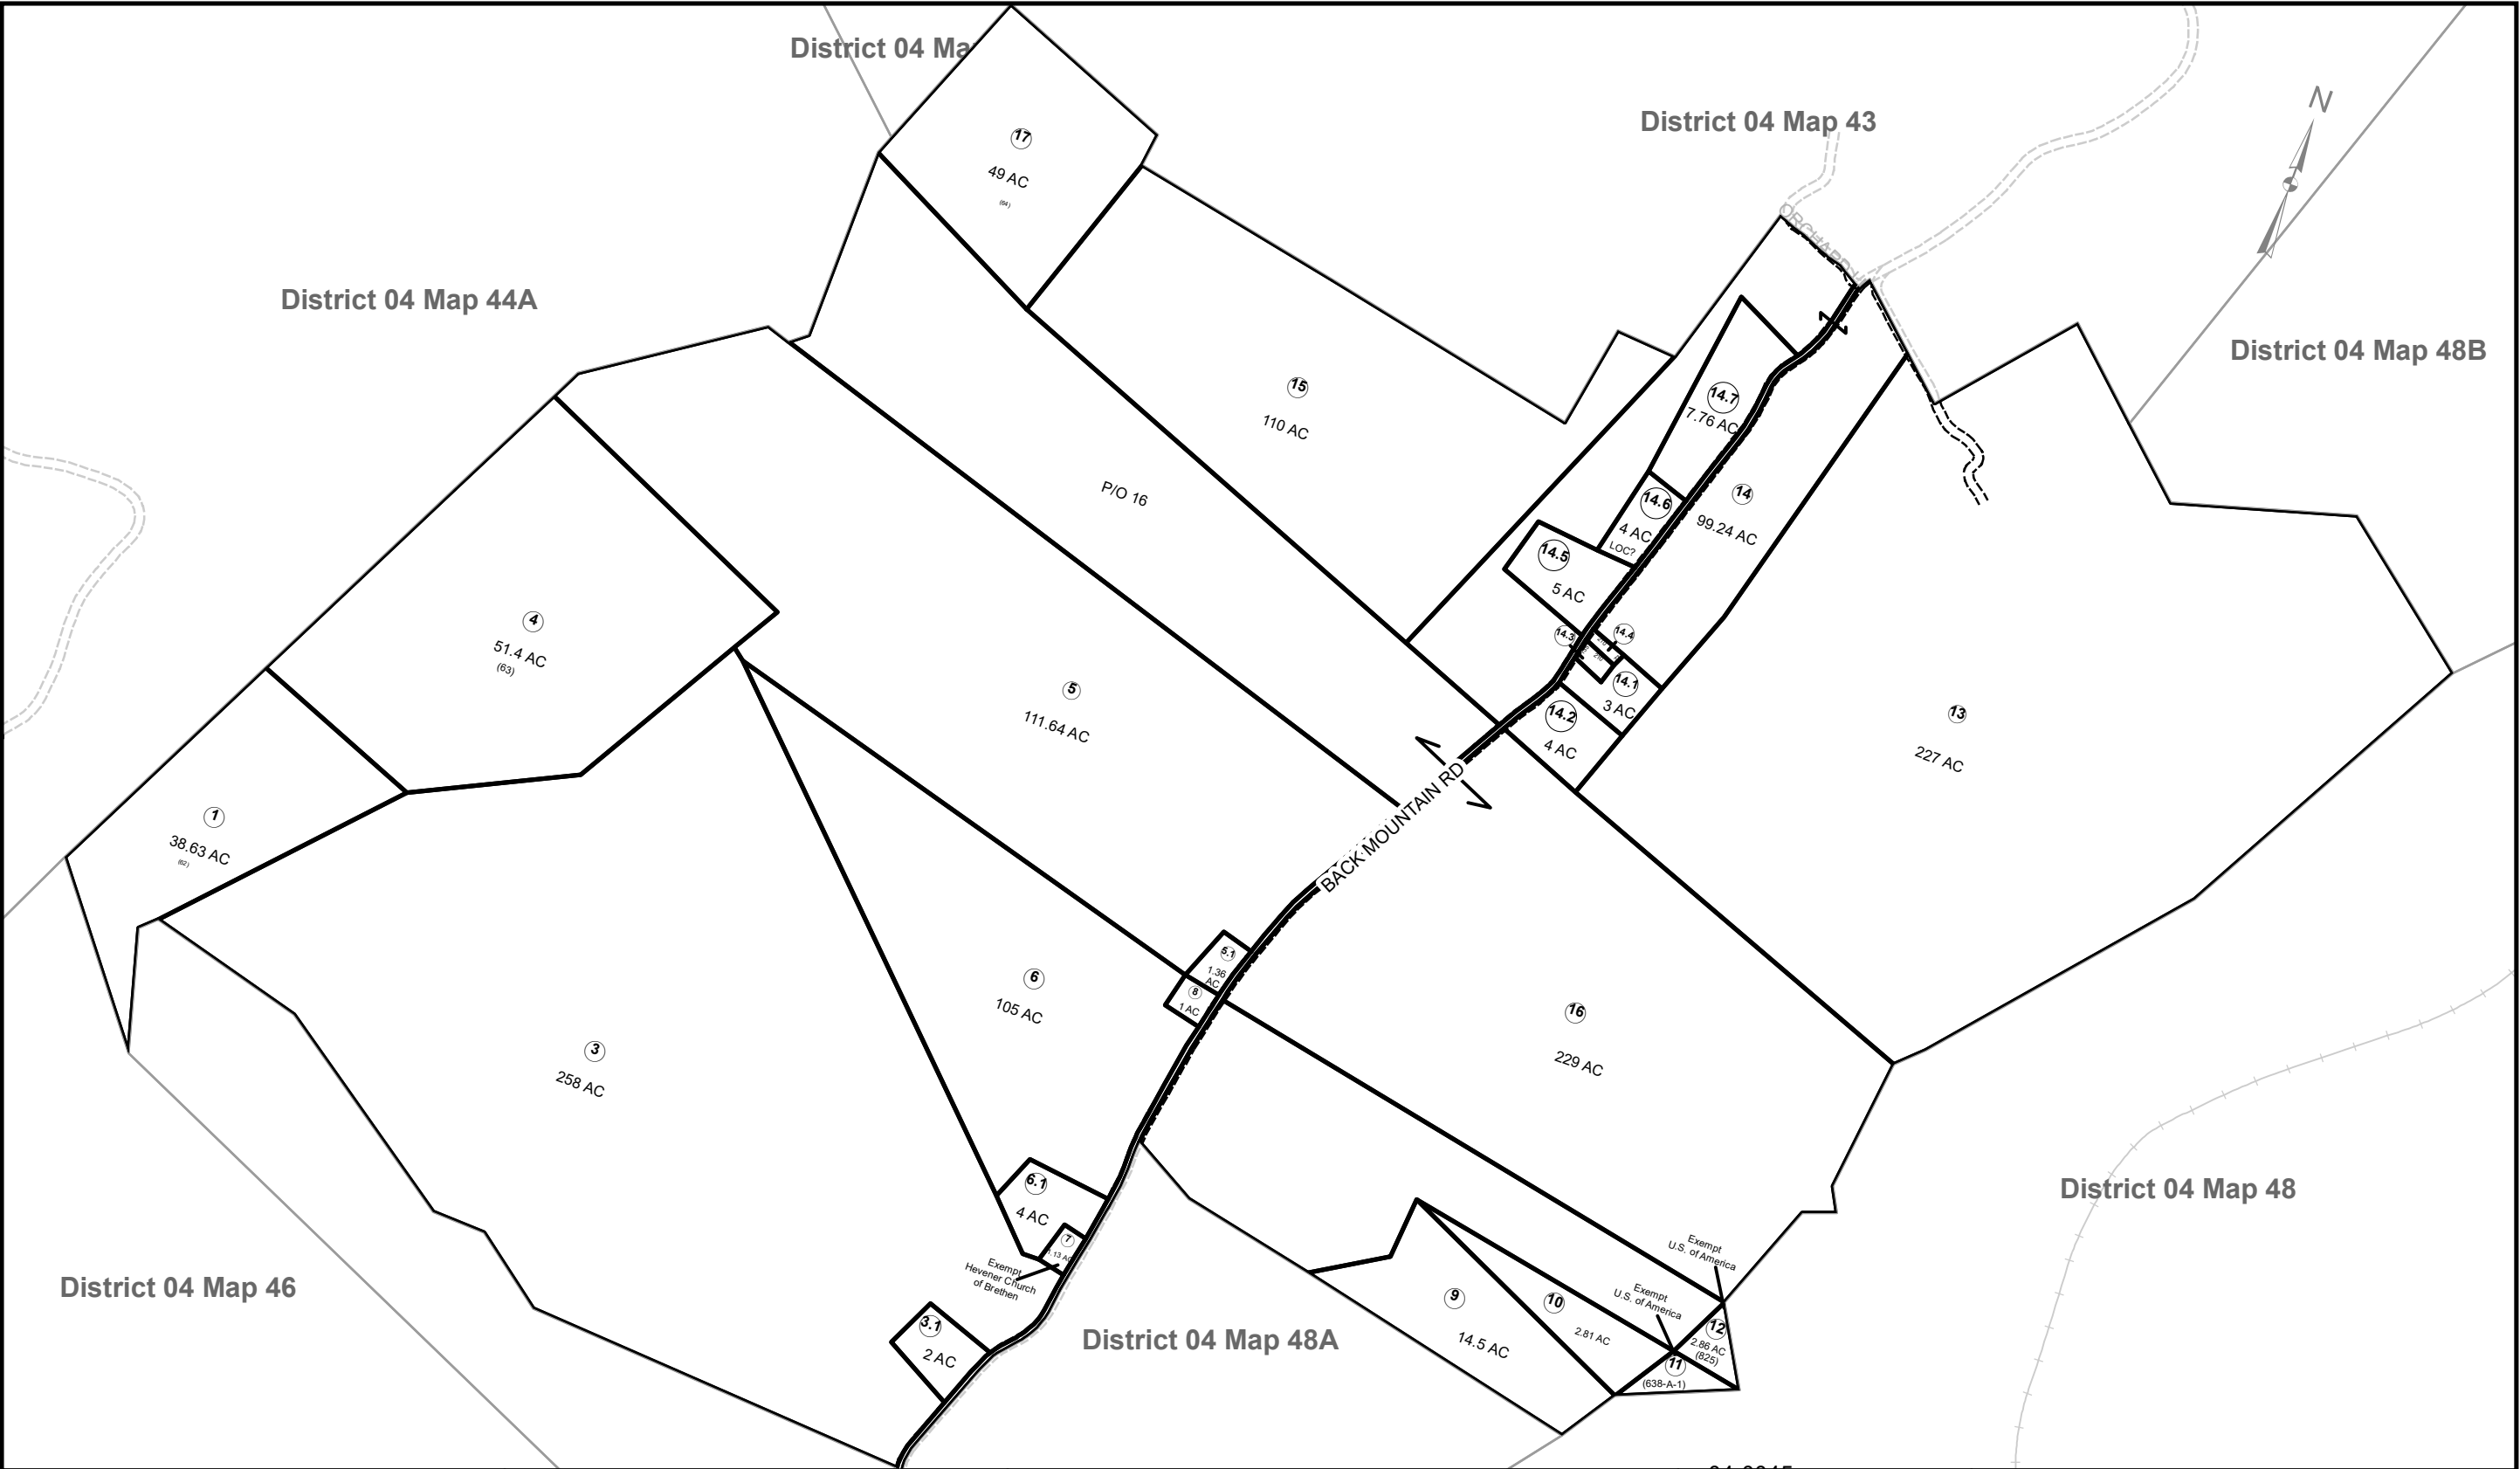 District 04 Ma
District 04 Map 43
N
17
49 AC
(64)
ORCHARD
District 04 Map 44A
District 04 Map 48B
15
110 AC
14.7
7.76 AC
P/O 16
14.6
4 AC
LOC?
14
99.24 AC
14.5
5 AC
4
51.4 AC
(63)
14.3
14.4
14.1
3 AC
14.2
4 AC
5
111.64 AC
13
227 AC
BACK MOUNTAIN RD
1
38.63 AC
(62)
5.1
1.36
AC
8
1 AC
6
105 AC
16
229 AC
3
258 AC
6.1
4 AC
7
.13 AC
Exempt
Hevener Church
of Brethen
District 04 Map 48
District 04 Map 46
Exempt
U.S. of America
Exempt
U.S. of America
9
14.5 AC
10
2.81 AC
12
2.86 AC
(825)
11
(638-A-1)
3.1
2 AC
District 04 Map 48A